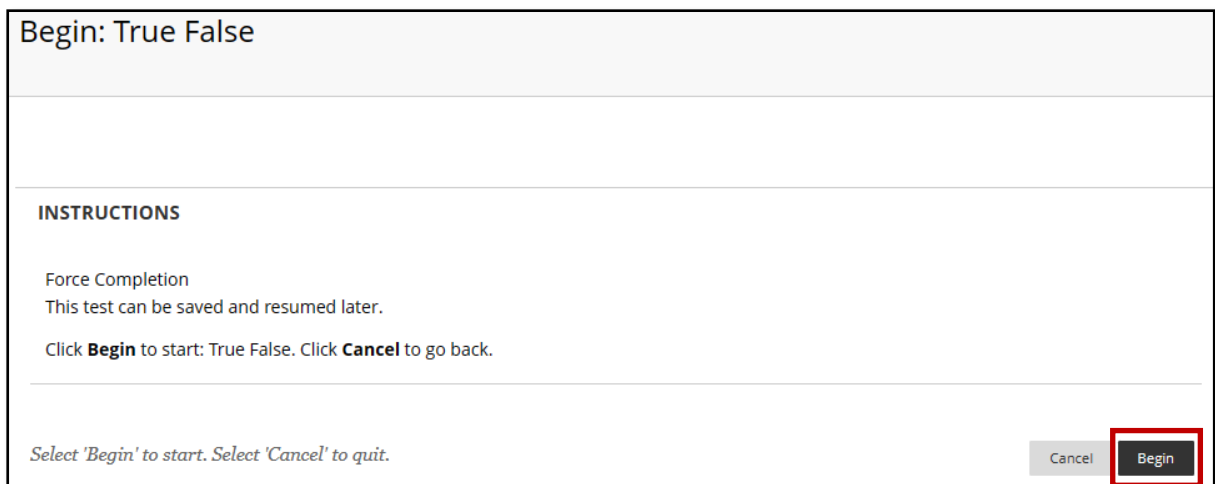 Begin: True False
INSTRUCTIONS
Force Completion
This test can be saved and resumed later.
Click Begin to start: True False. Click Cancel to go back.
Select 'Begin' to start. Select 'Cancel' to quit.
Cancel
Begin